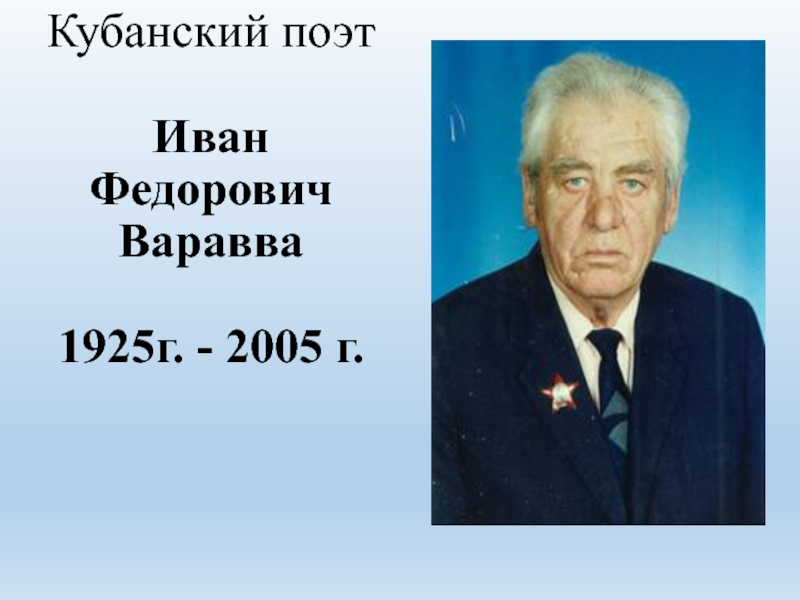 Кубанский поэт
Иван
Федорович
Варавва
1925г. - 2005 г.